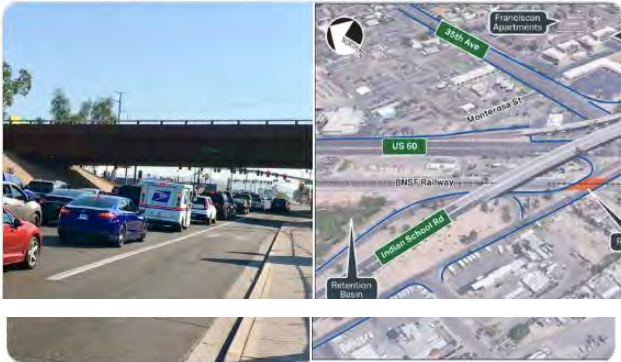 Franciscan
Apartments
35th Ave
Monterosa St
US 60
BNSF Railway
Indian School Rd
Retention
Basin